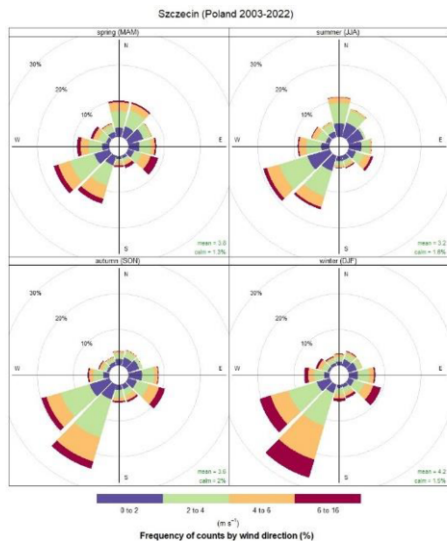 Szczecin (Poland 2003-2022)
spring (MAM)
summer (JJA)
N
N
30%
30%
20%
20%
10%
10%
W
E
W
E
S
S
mean = 3.8
mean = 3.2
calm = 1.8%
autumn (SON)
winter (DJF)
N
N
30%
30%
20%
20%
10%
10%
W
E
W
E
S
S
mean = 3.6
mean = 4.2
calm = 2%
calm = 1.5%
0 to 2
2 to 4
4 to 6
6 to 16
(m s⁻¹)
Frequency of counts by wind direction (%)